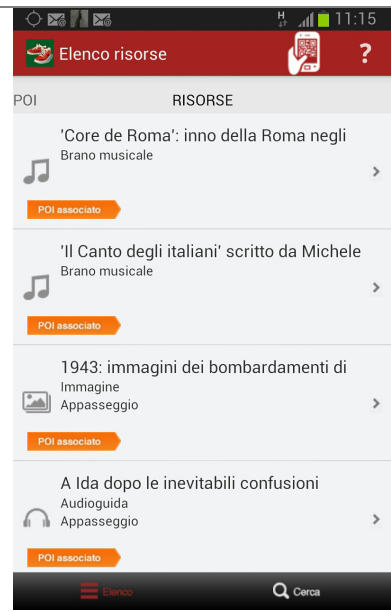 H 11:15
Elenco risorse ?
POI RISORSE
'Core de Roma': inno della Roma negli
Brano musicale
POI associato
'Il Canto degli italiani' scritto da Michele
Brano musicale
POI associato
1943: immagini dei bombardamenti di
Immagine
Appasseggio
POI associato
A Ida dopo le inevitabili confusioni
Audioguida
Appasseggio
POI associato
Elenco Cerca